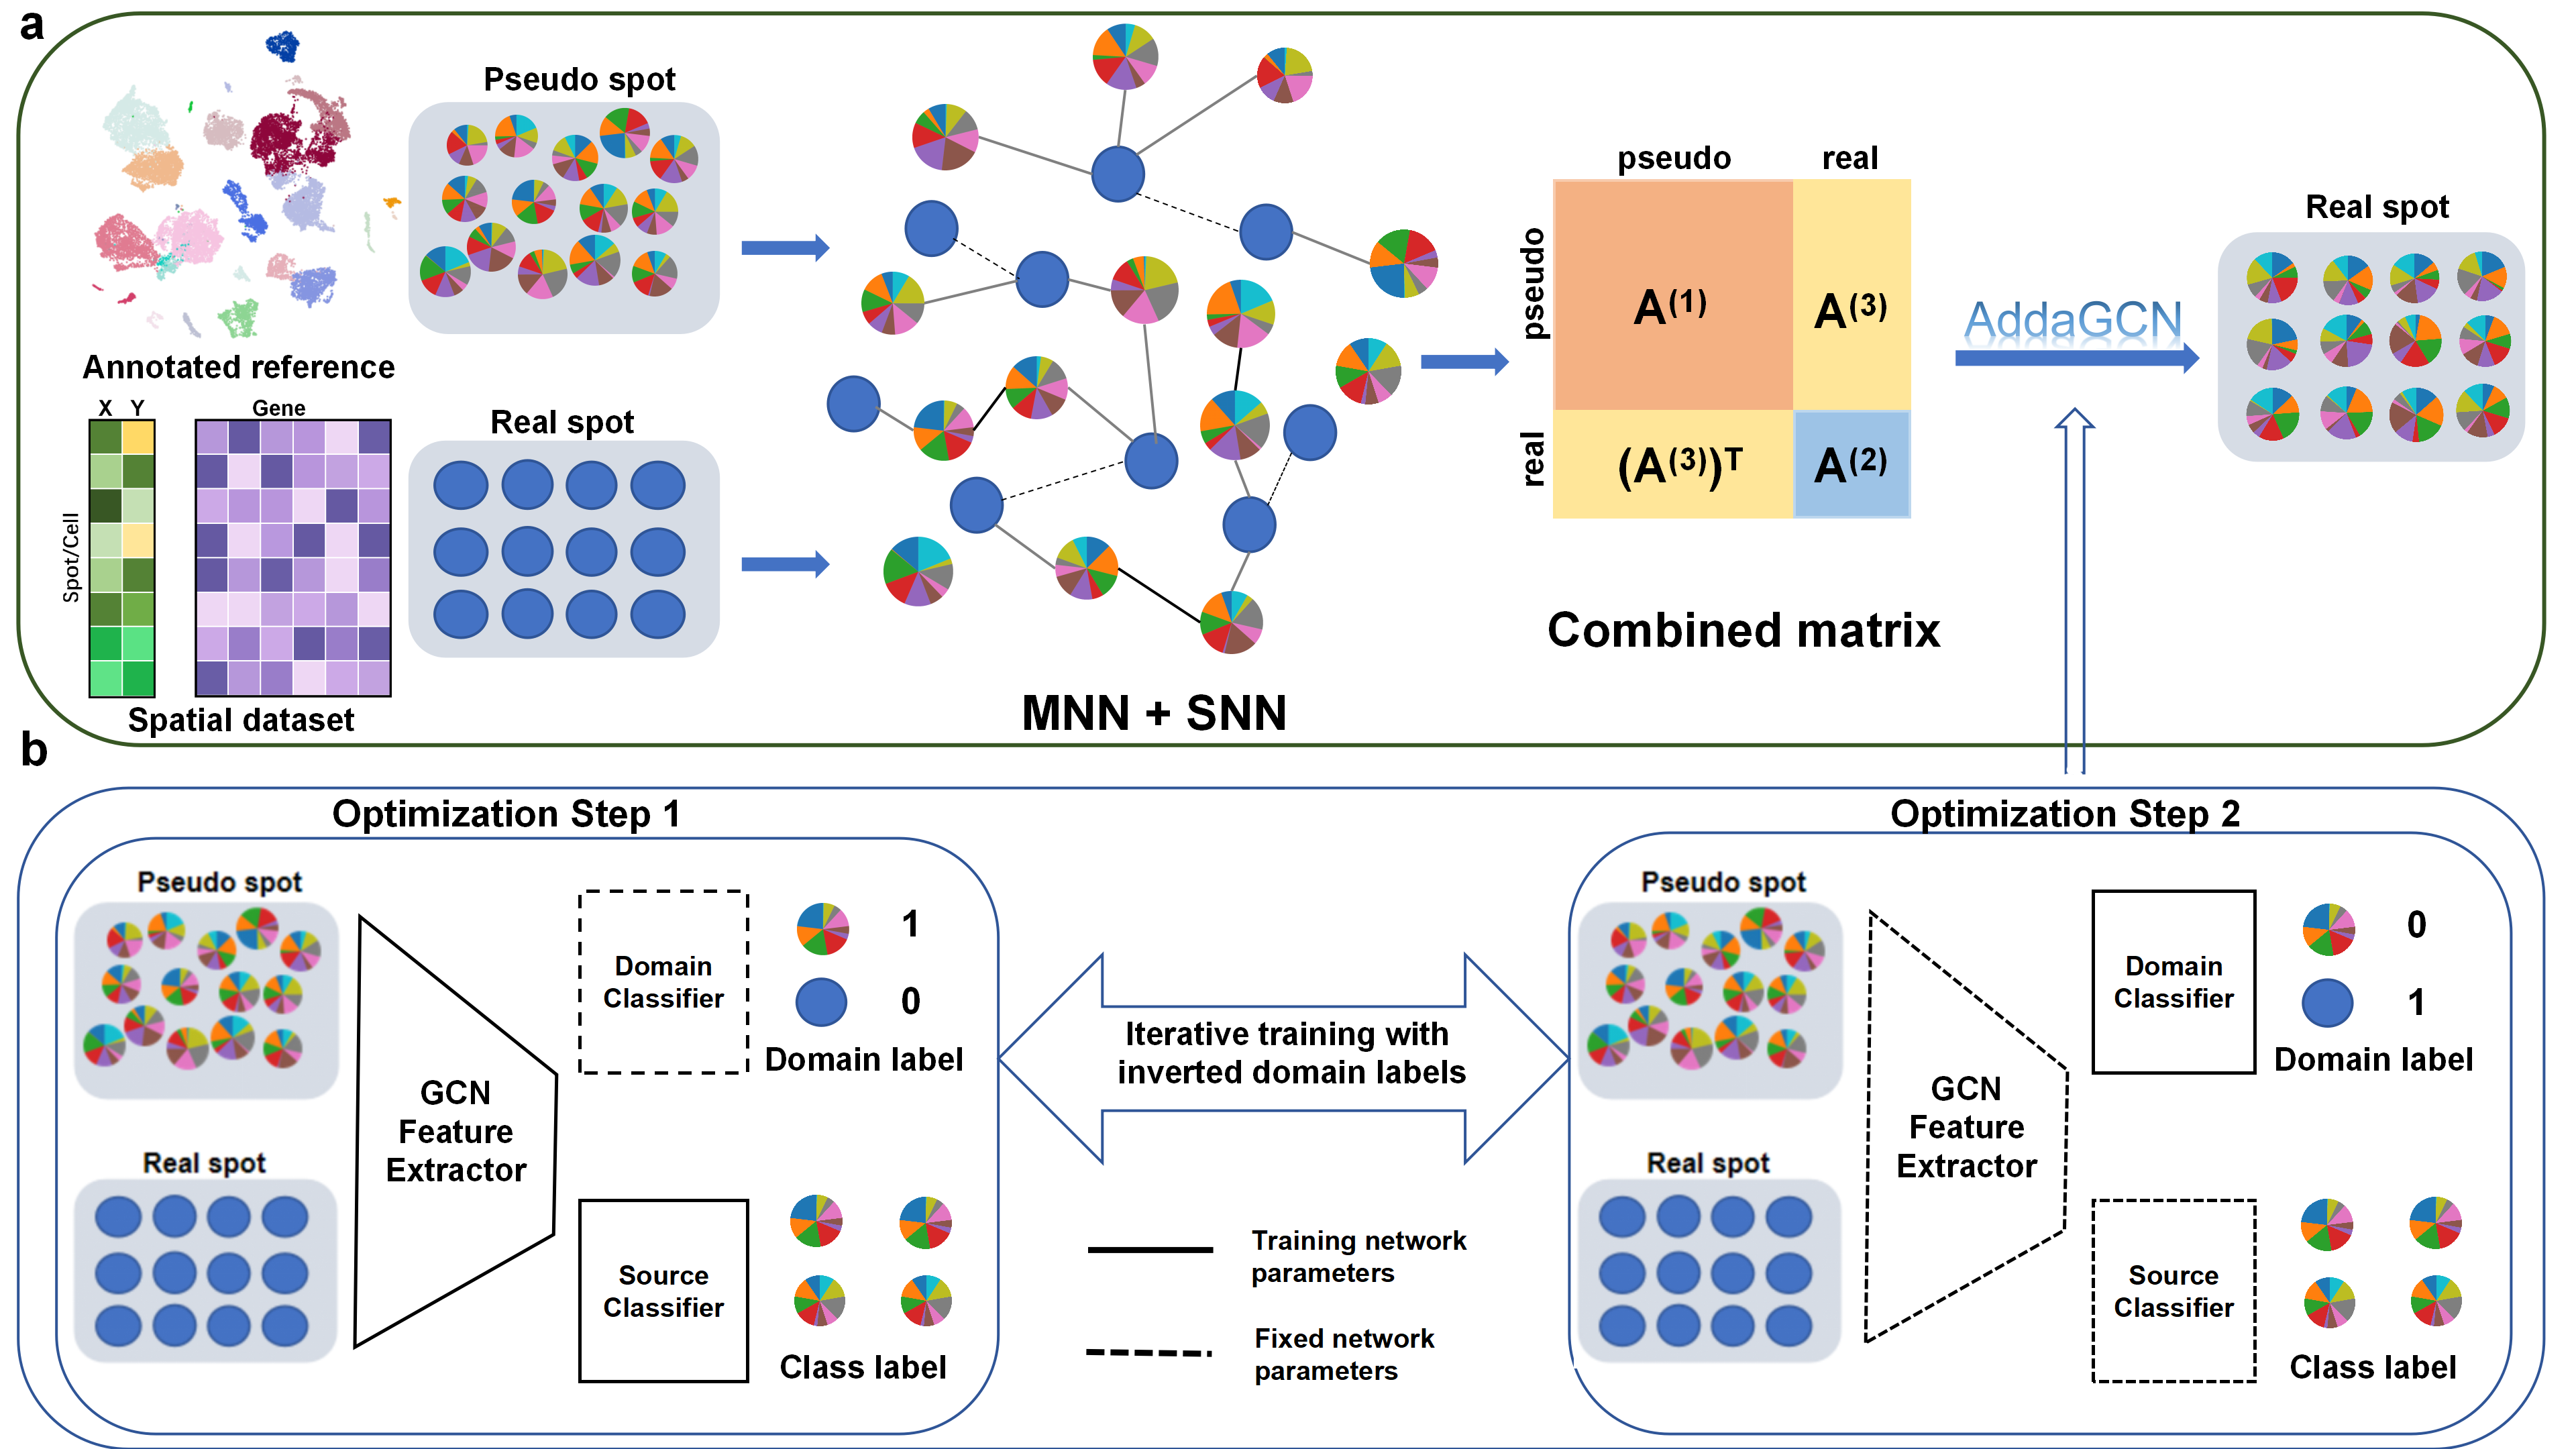 a
Pseudo spot
Annotated reference
X Y
Gene
Spot/Cell
Spatial dataset
Real spot
MNN + SNN
pseudo real
pseudo
real
A(1)
A(3)
(A(3))T
A(2)
Combined matrix
AddaGCN
Real spot
b
Optimization Step 1
Pseudo spot
Real spot
GCN
Feature
Extractor
Domain
Classifier
1
0
Domain label
Source
Classifier
Class label
Iterative training with
inverted domain labels
Training network
parameters
Fixed network
parameters
Optimization Step 2
Pseudo spot
Real spot
GCN
Feature
Extractor
Domain
Classifier
0
1
Domain label
Source
Classifier
Class label